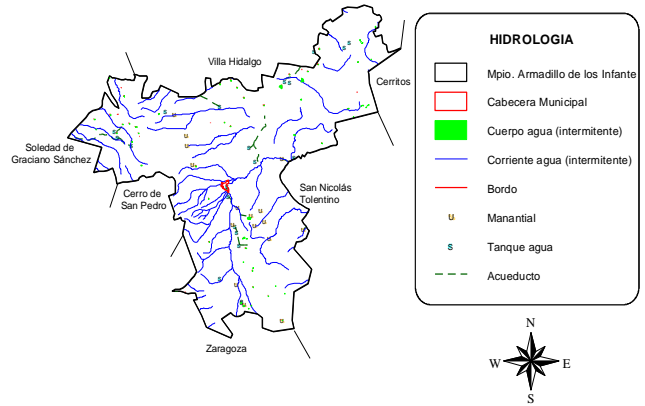 HIDROLOGIA
Mpio. Armadillo de los Infante
Cabecera Municipal
Cuerpo agua (intermitente)
Corriente agua (intermitente)
Bordo
u Manantial
s Tanque agua
Acueducto
Villa Hidalgo
Cerritos
Soledad de
Graciano Sánchez
Cerro de
San Pedro
San Nicolás
Tolentino
Zaragoza
N
W E
S